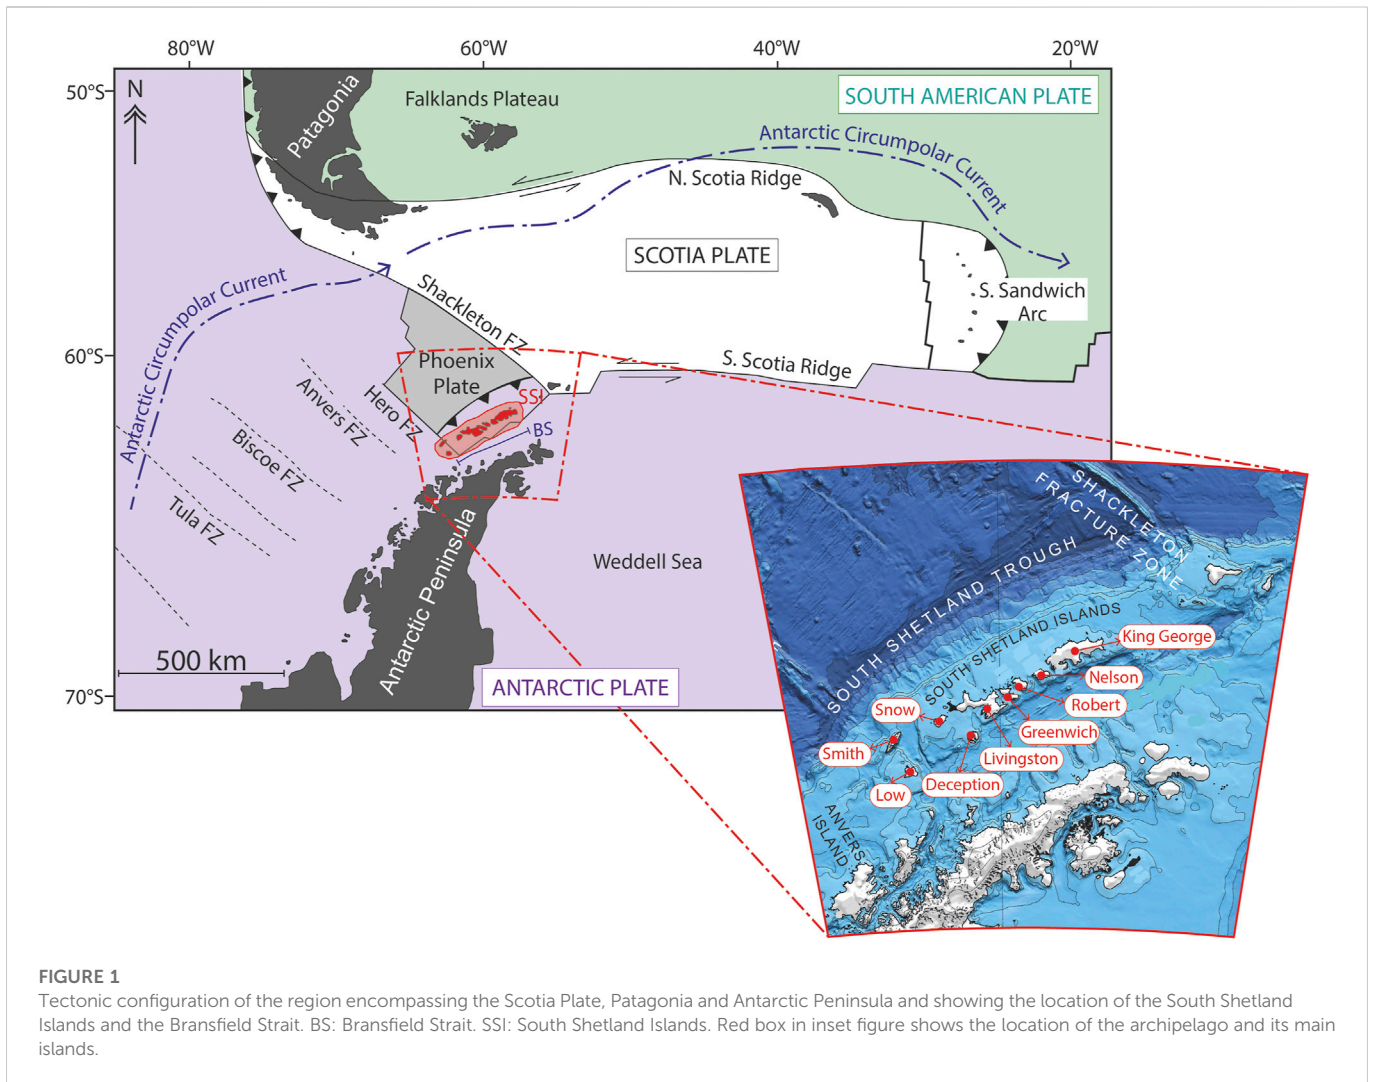 80°W
60°W
40°W
20°W
50°S
60°S
70°S
N
Patagonia
Falklands Plateau
SOUTH AMERICAN PLATE
Antarctic Circumpolar Current
N. Scotia Ridge
SCOTIA PLATE
S. Sandwich
Arc
Antarctic Circumpolar Current
Shackleton FZ
Phoenix
Plate
S. Scotia Ridge
SSI
BS
Hero FZ
Anvers FZ
Biscoe FZ
Tula FZ
Weddell Sea
Antarctic Peninsula
500 km
ANTARCTIC PLATE
SHACKLETON
FRACTURE ZONE
SOUTH SHETLAND TROUGH
SOUTH SHETLAND ISLANDS
King George
Nelson
Robert
Greenwich
Livingston
Deception
Snow
Smith
Low
ANVERS
ISLAND
FIGURE 1
Tectonic configuration of the region encompassing the Scotia Plate, Patagonia and Antarctic Peninsula and showing the location of the South Shetland
Islands and the Bransfield Strait. BS: Bransfield Strait. SSI: South Shetland Islands. Red box in inset figure shows the location of the archipelago and its main
islands.